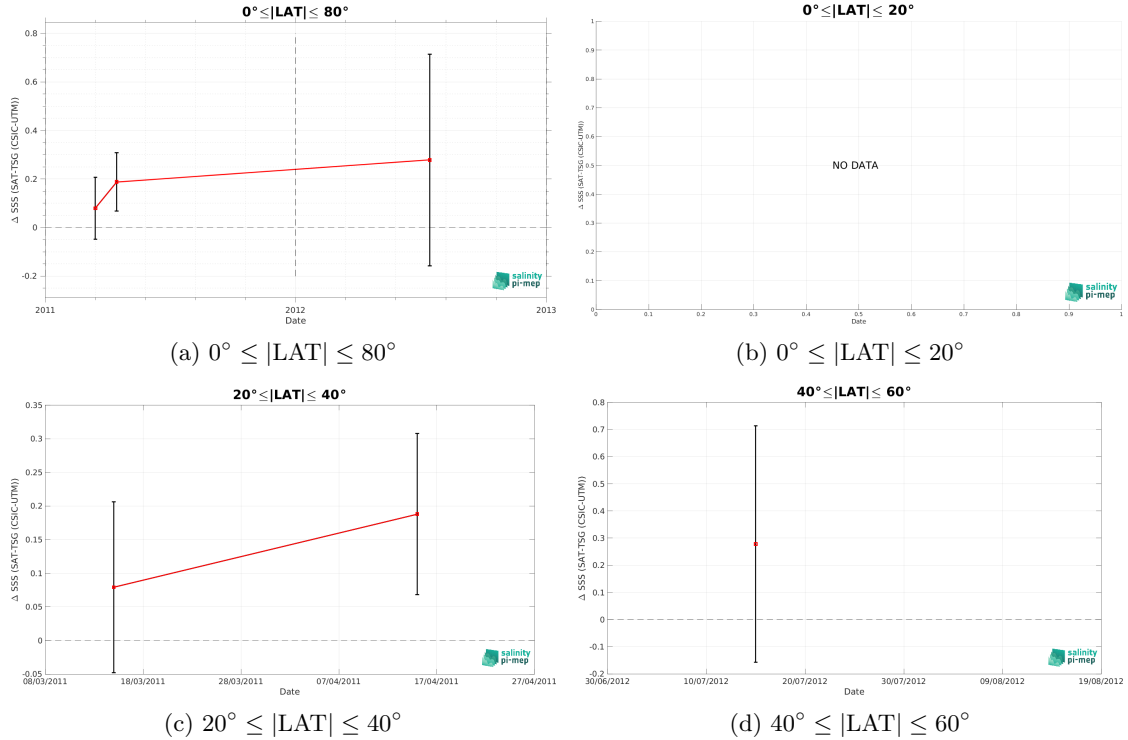 0°≤|LAT|≤ 80°
Δ SSS (SAT-TSG (CSIC-UTM))
0.8
0.6
0.4
0.2
0
-0.2
2011
2012
2013
Date
salinity
pi-mep
(a) 0° ≤ |LAT| ≤ 80°
0°≤|LAT|≤ 20°
Δ SSS (SAT-TSG (CSIC-UTM))
1
0.9
0.8
0.7
0.6
0.5
0.4
0.3
0.2
0.1
0
NO DATA
0
0.1
0.2
0.3
0.4
0.5
0.6
0.7
0.8
0.9
1
Date
salinity
pi-mep
(b) 0° ≤ |LAT| ≤ 20°
20°≤|LAT|≤ 40°
Δ SSS (SAT-TSG (CSIC-UTM))
0.35
0.3
0.25
0.2
0.15
0.1
0.05
0
-0.05
08/03/2011
18/03/2011
28/03/2011
07/04/2011
17/04/2011
27/04/2011
Date
salinity
pi-mep
(c) 20° ≤ |LAT| ≤ 40°
40°≤|LAT|≤ 60°
Δ SSS (SAT-TSG (CSIC-UTM))
0.8
0.7
0.6
0.5
0.4
0.3
0.2
0.1
0
-0.1
-0.2
30/06/2012
10/07/2012
20/07/2012
30/07/2012
09/08/2012
19/08/2012
Date
salinity
pi-mep
(d) 40° ≤ |LAT| ≤ 60°